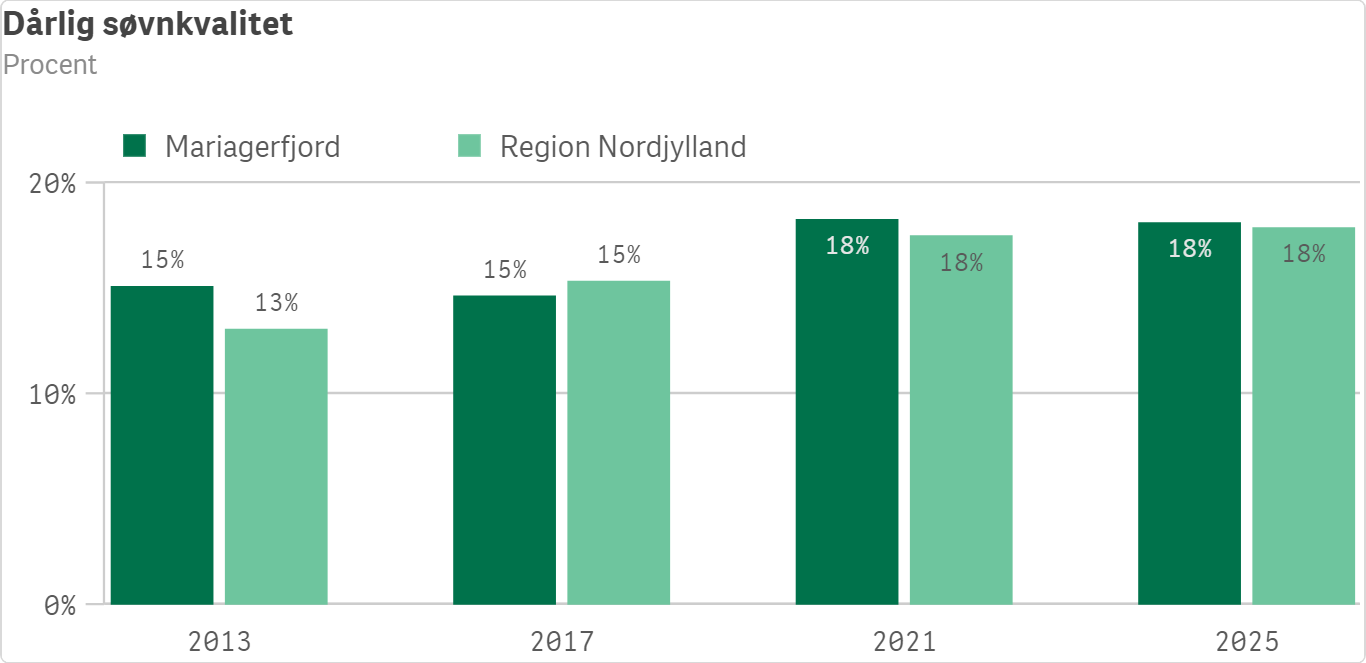 Dårlig søvnkvalitet
Procent
Mariagerfjord Region Nordjylland
20%
15% 13% 15% 15% 18% 18% 18% 18%
10%
0%
2013 2017 2021 2025